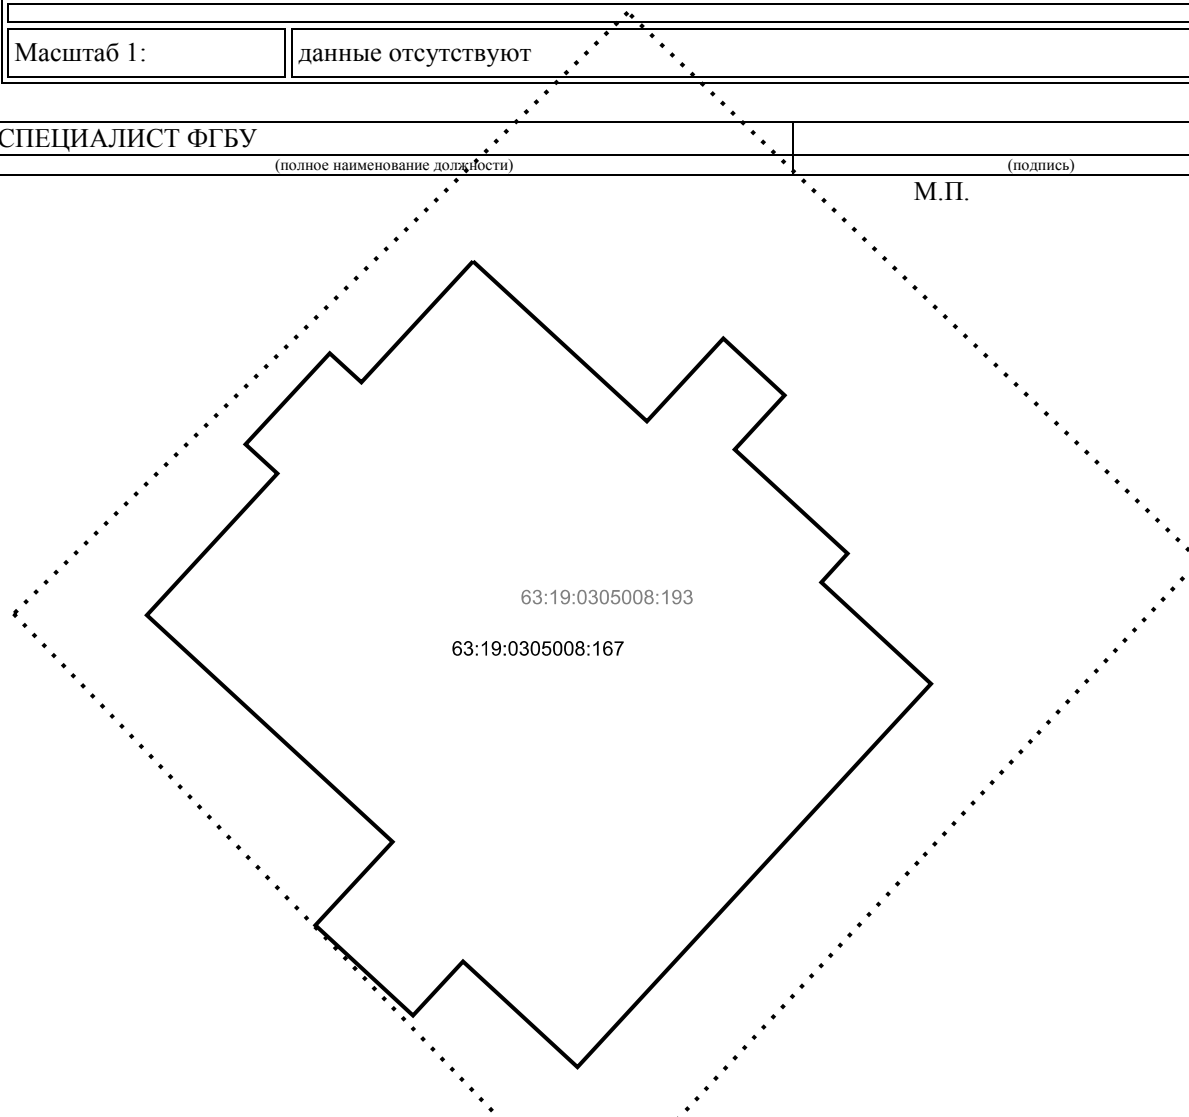 Масштаб 1:
данные отсутствуют
СПЕЦИАЛИСТ ФГБУ
(полное наименование должности)
(подпись)
М.П.
63:19:0305008:193
63:19:0305008:167